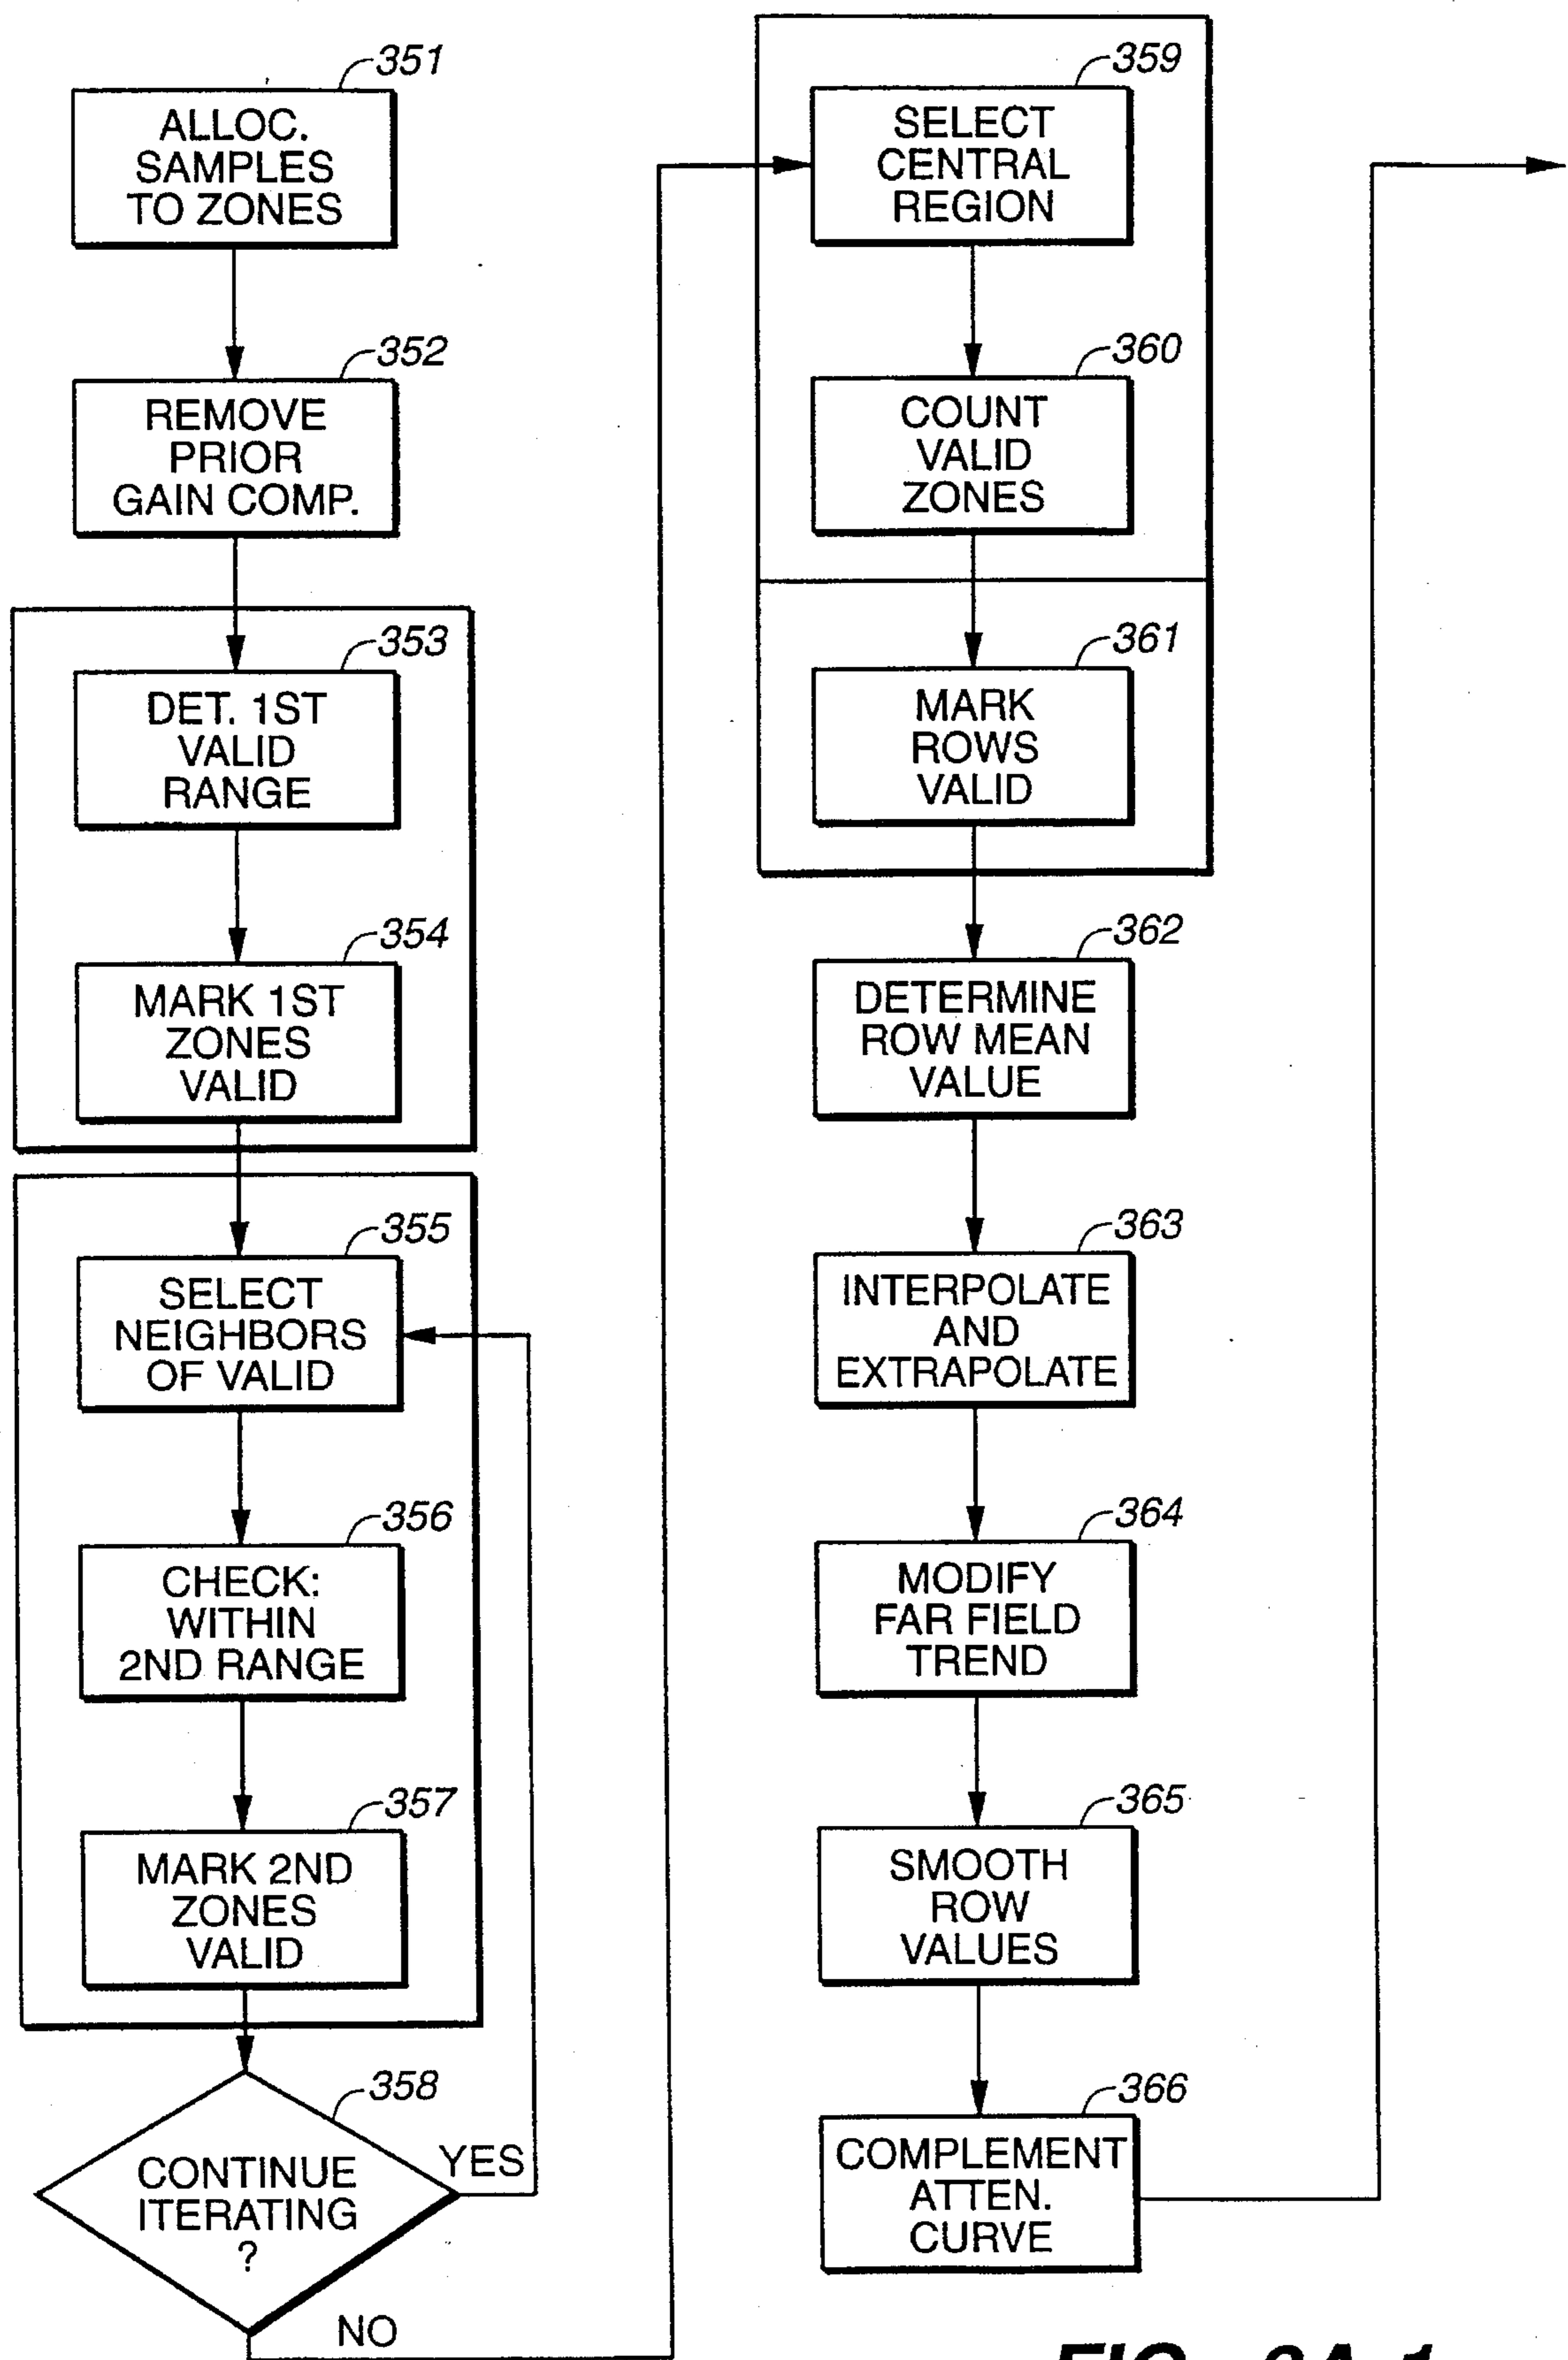 351
ALLOC.
SAMPLES
TO ZONES
352
REMOVE
PRIOR
GAIN COMP.
353
DET. 1ST
VALID
RANGE
354
MARK 1ST
ZONES
VALID
355
SELECT
NEIGHBORS
OF VALID
356
CHECK:
WITHIN
2ND RANGE
357
MARK 2ND
ZONES
VALID
358
CONTINUE
ITERATING
?
YES
NO
359
SELECT
CENTRAL
REGION
360
COUNT
VALID
ZONES
361
MARK
ROWS
VALID
362
DETERMINE
ROW MEAN
VALUE
363
INTERPOLATE
AND
EXTRAPOLATE
364
MODIFY
FAR FIELD
TREND
365
SMOOTH
ROW
VALUES
366
COMPLEMENT
ATTEN.
CURVE